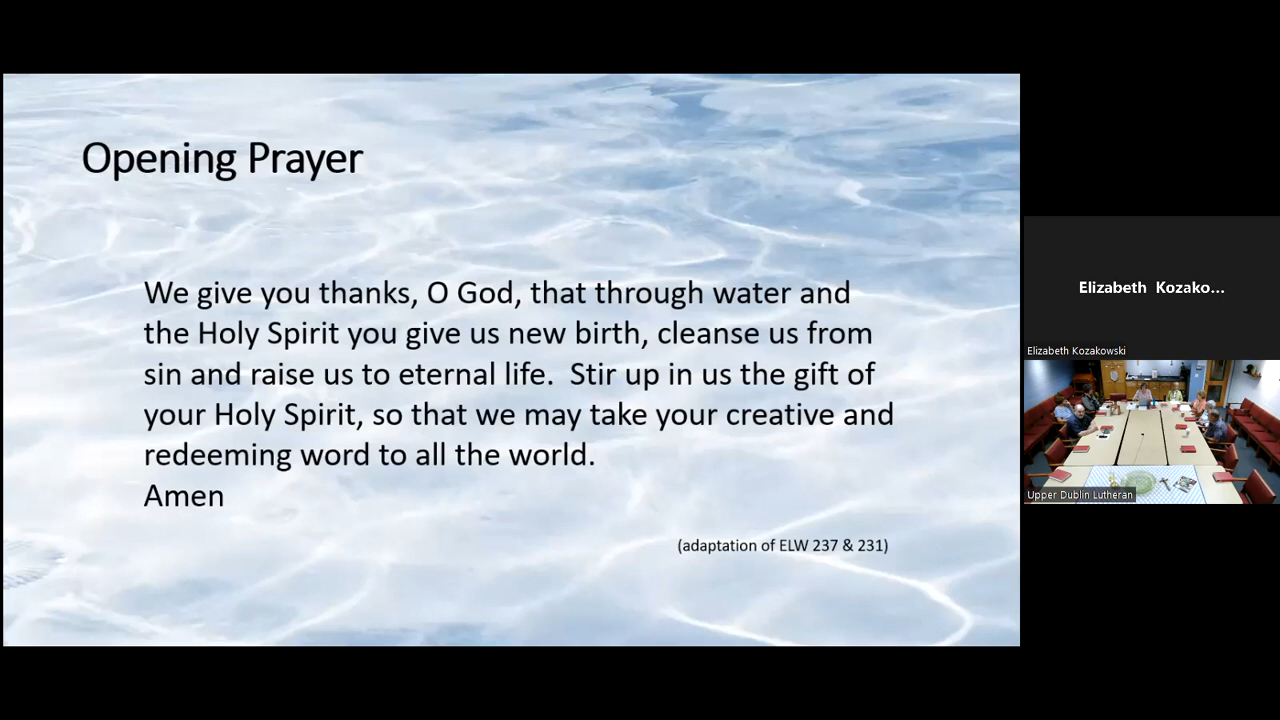 Opening Prayer
We give you thanks, O God, that through water and
the Holy Spirit you give us new birth, cleanse us from
sin and raise us to eternal life.  Stir up in us the gift of
your Holy Spirit, so that we may take your creative and
redeeming word to all the world.
Amen
(adaptation of ELW 237 & 231)
Elizabeth Kozako...
Elizabeth Kozakowski
Upper Dublin Lutheran